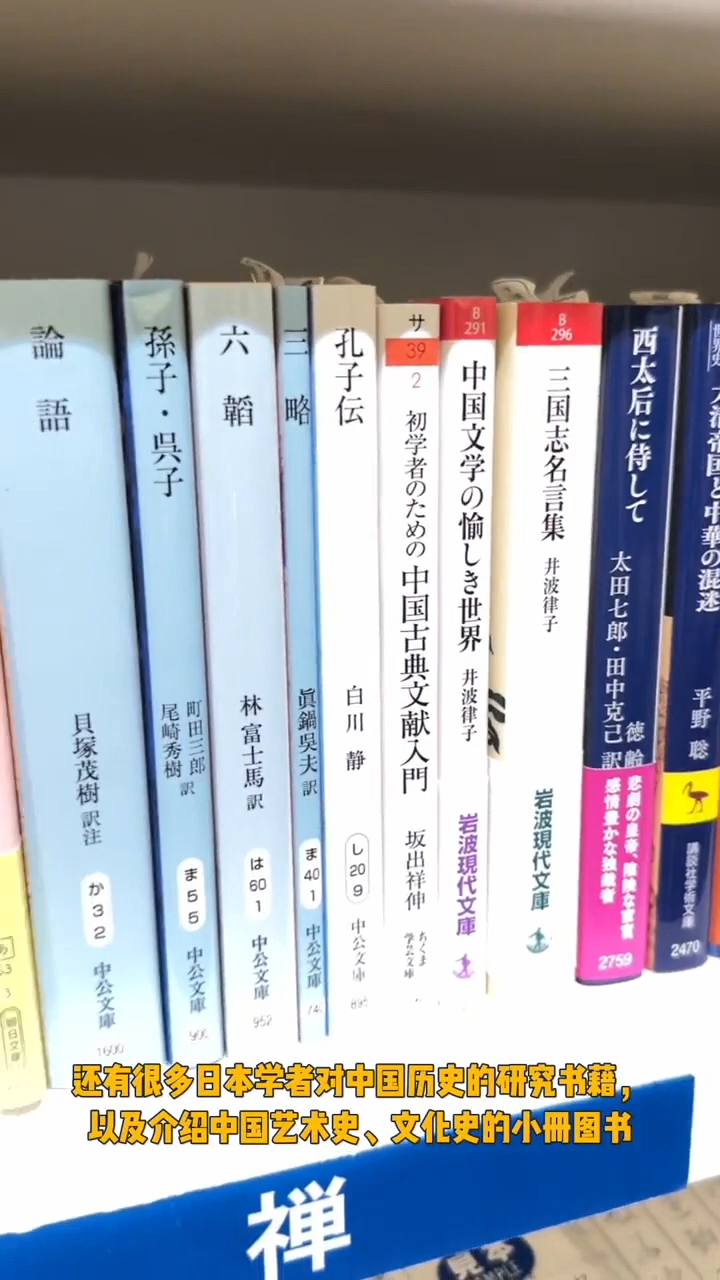 論語
貝塚茂樹 訳注
か 3 2
中公文庫
1600
孫子・呉子
町田三郎
尾崎秀樹 訳
ま 5 5
中公文庫
六韜
林富士馬 訳
は 60 1
中公文庫
952
三略
眞鍋呉夫 訳
ま 40 1
中公文庫
孔子伝
白川静
し 20 9
中公文庫
サ
39
2
初学者のための
中国古典文献入門
坂出祥伸
ちくま
学芸文庫
B
291
中国文学の愉しき世界
井波律子
岩波現代文庫
B
296
三国志名言集
井波律子
岩波現代文庫
西太后に侍して
徳齢
太田七郎・田中克己 訳
悲劇の皇帝、陰険な宦官
感情豊かな独裁者
2759
大清帝国と中華の混迷
平野聡
講談社学術文庫
2470
朝日文庫
还有很多日本学者对中国历史的研究书籍，
以及介绍中国艺术史、文化史的小册图书
禅
見本